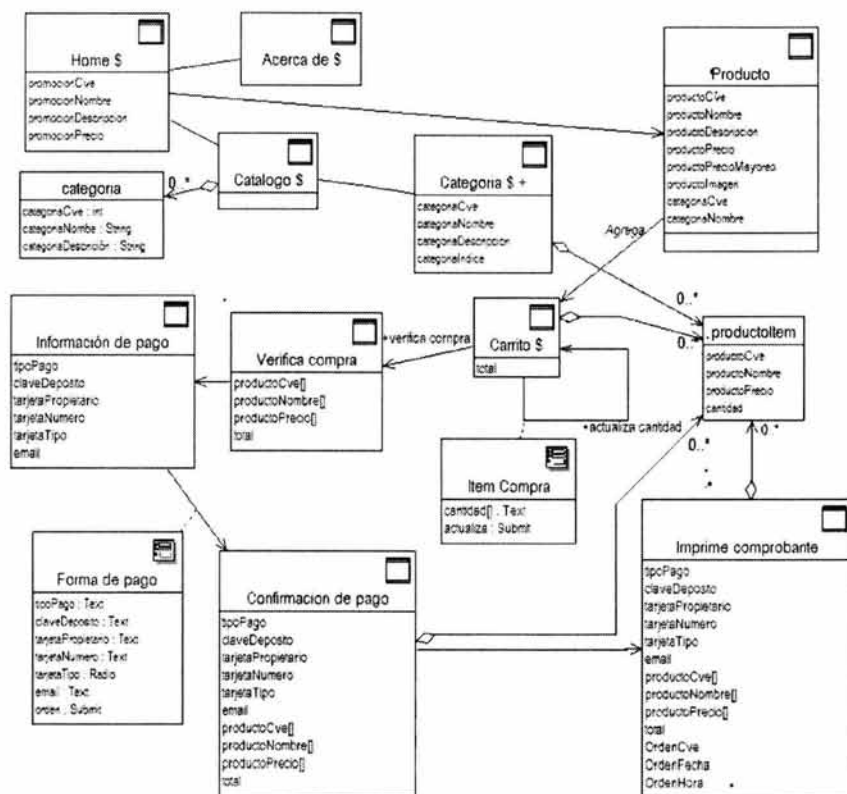 Home $
promocionCve
promocionNombre
promocionDescripcion
promocionPrecio
Acerca de $
Producto
productoCve
productoNombre
productoDescripcion
productoPrecio
productoPrecioMayoreo
productoImagen
categoriaCve
categoriaNombre
Catalogo $
0..*
categoria
categoriaCve : int
categoriaNombe : String
categoriaDescripción : String
Categoria $ +
categoriaCve
categoriaNombre
categoriaDescripcion
categoriaIndice
Agrega
0..*
Información de pago
tipoPago
claveDeposito
tarjetaPropietario
tarjetaNumero
tarjetaTipo
email
Verifica compra
productoCve[]
productoNombre[]
productoPrecio[]
total
+verifica compra
Carrito $
total
0..*
productoItem
productoCve
productoNombre
productoPrecio
cantidad
+actualiza cantidad
0..*
0..*
Item Compra
cantidad[] : Text
actualiza : Submit
Forma de pago
tipoPago : Text
claveDeposito : Text
tarjetaPropietario : Text
tarjetaNumero : Text
tarjetaTipo : Radio
email : Text
orden : Submit
Confirmacion de pago
tipoPago
claveDeposito
tarjetaPropietario
tarjetaNumero
tarjetaTipo
email
productoCve[]
productoNombre[]
productoPrecio[]
total
Imprime comprobante
tipoPago
claveDeposito
tarjetaPropietario
tarjetaNumero
tarjetaTipo
email
productoCve[]
productoNombre[]
productoPrecio[]
total
OrdenCve
OrdenFecha
OrdenHora